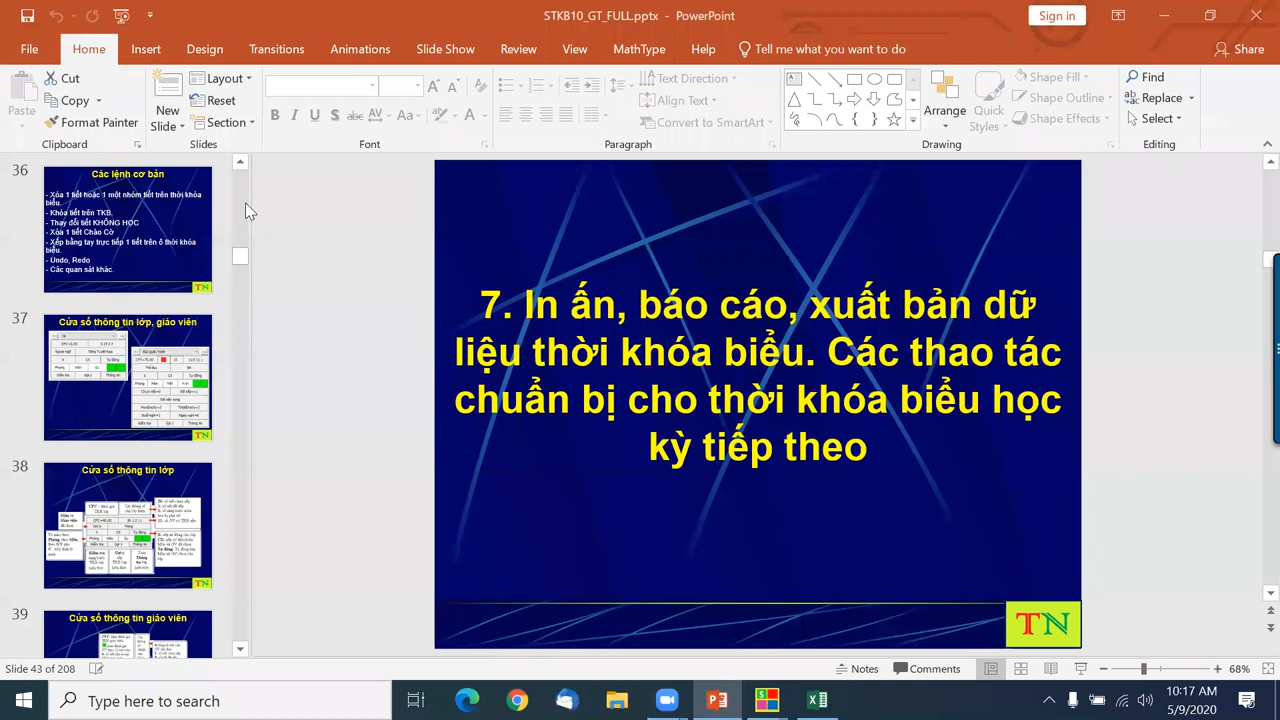 STKB10_GT_FULL.pptx - PowerPoint
Sign in
File Home Insert Design Transitions Animations Slide Show Review View MathType Help Tell me what you want to do Share
Paste
Cut
Copy
Format Painter
Clipboard
New Slide
Layout
Reset
Section
Slides
Font
Text Direction
Align Text
Convert to SmartArt
Paragraph
Arrange
Quick Styles
Shape Fill
Shape Outline
Shape Effects
Drawing
Find
Replace
Select
Editing
36
Các lệnh cơ bản
- Xóa 1 tiết hoặc 1 một nhóm tiết trên thời khóa
biểu.
- Khóa tiết trên TKB.
- Thay đổi tiết KHÔNG HỌC
- Xóa 1 tiết Chào Cờ
- Xếp bằng tay trực tiếp 1 tiết trên ô thời khóa
biểu.
- Undo, Redo
- Các quan sát khác.
TN
37
Cửa sổ thông tin lớp, giáo viên
TN
38
Cửa sổ thông tin lớp
TN
39
Cửa sổ thông tin giáo viên
7. In ấn, báo cáo, xuất bản dữ
liệu thời khóa biểu. Các thao tác
chuẩn bị cho thời khóa biểu học
kỳ tiếp theo
TN
Slide 43 of 208
Notes
Comments
68%
Type here to search
10:17 AM
5/9/2020